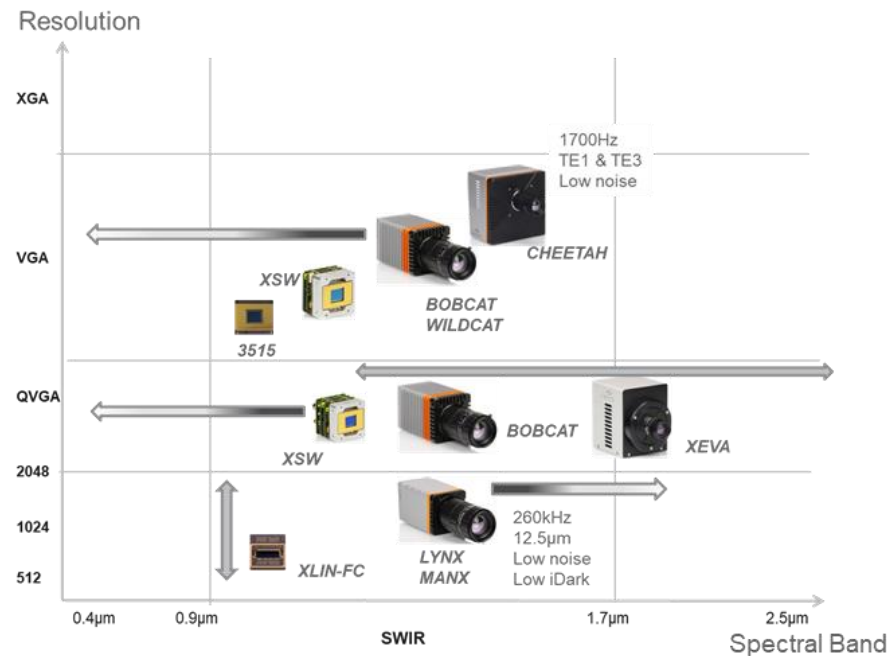 Resolution
XGA
1700Hz
TE1 & TE3
Low noise
VGA
CHEETAH
XSW
BOBCAT
WILDCAT
3515
QVGA
BOBCAT
XEVA
XSW
2048
1024
260kHz
12.5µm
Low noise
Low iDark
LYNX
MANX
XLIN-FC
512
0.4µm
0.9µm
1.7µm
2.5µm
SWIR
Spectral Band